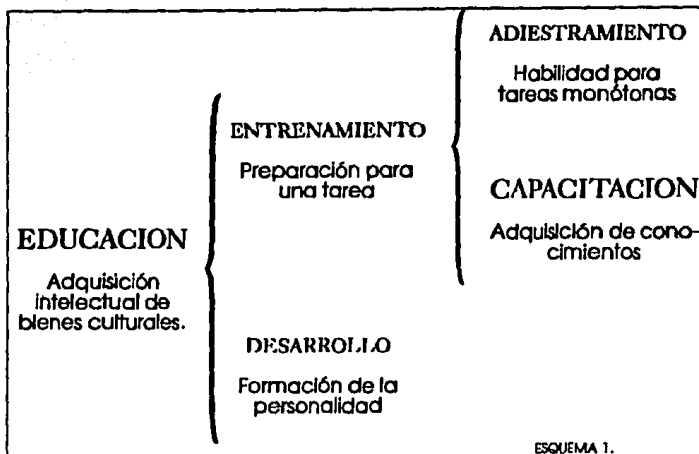 EDUCACION
Adquisición
intelectual de
bienes culturales.
ENTRENAMIENTO
Preparación para
una tarea
DESARROLLO
Formación de la
personalidad
ADIESTRAMIENTO
Habilidad para
tareas monótonas
CAPACITACION
Adquisición de cono-
cimientos
ESQUEMA 1.